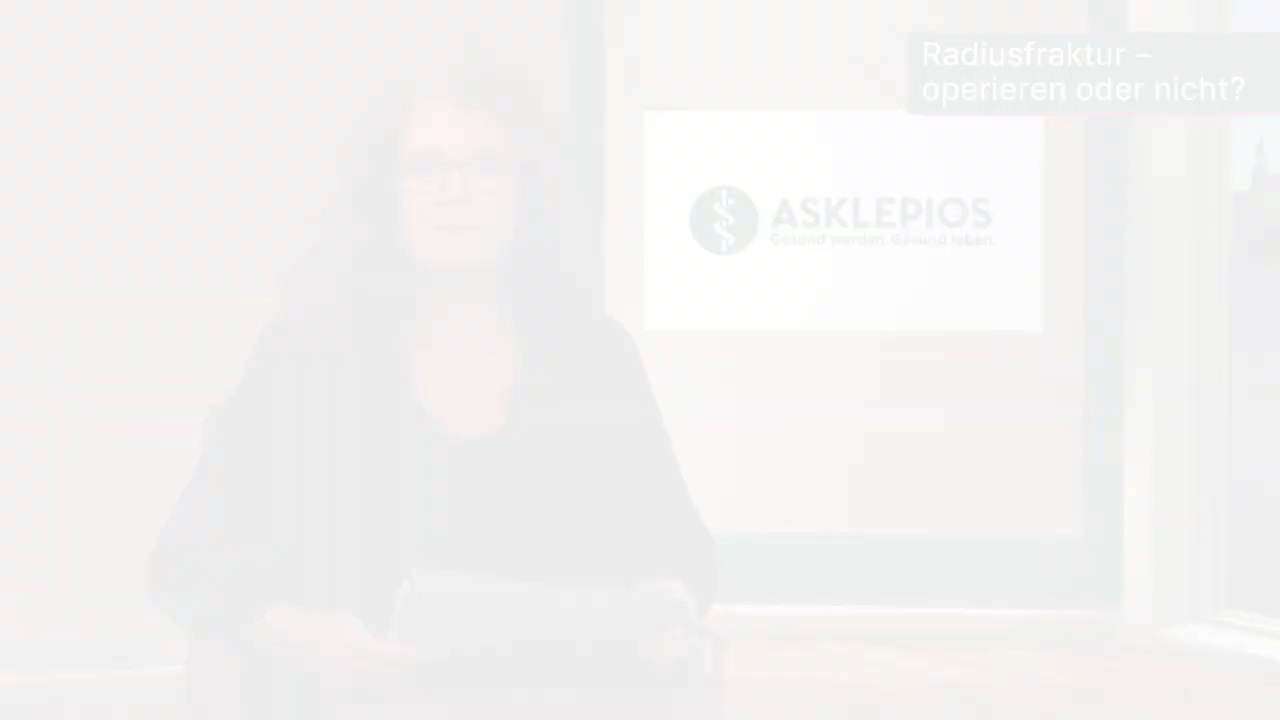 Radiusfraktur –
operieren oder nicht?
ASKLEPIOS
Gesund werden. Gesund leben.